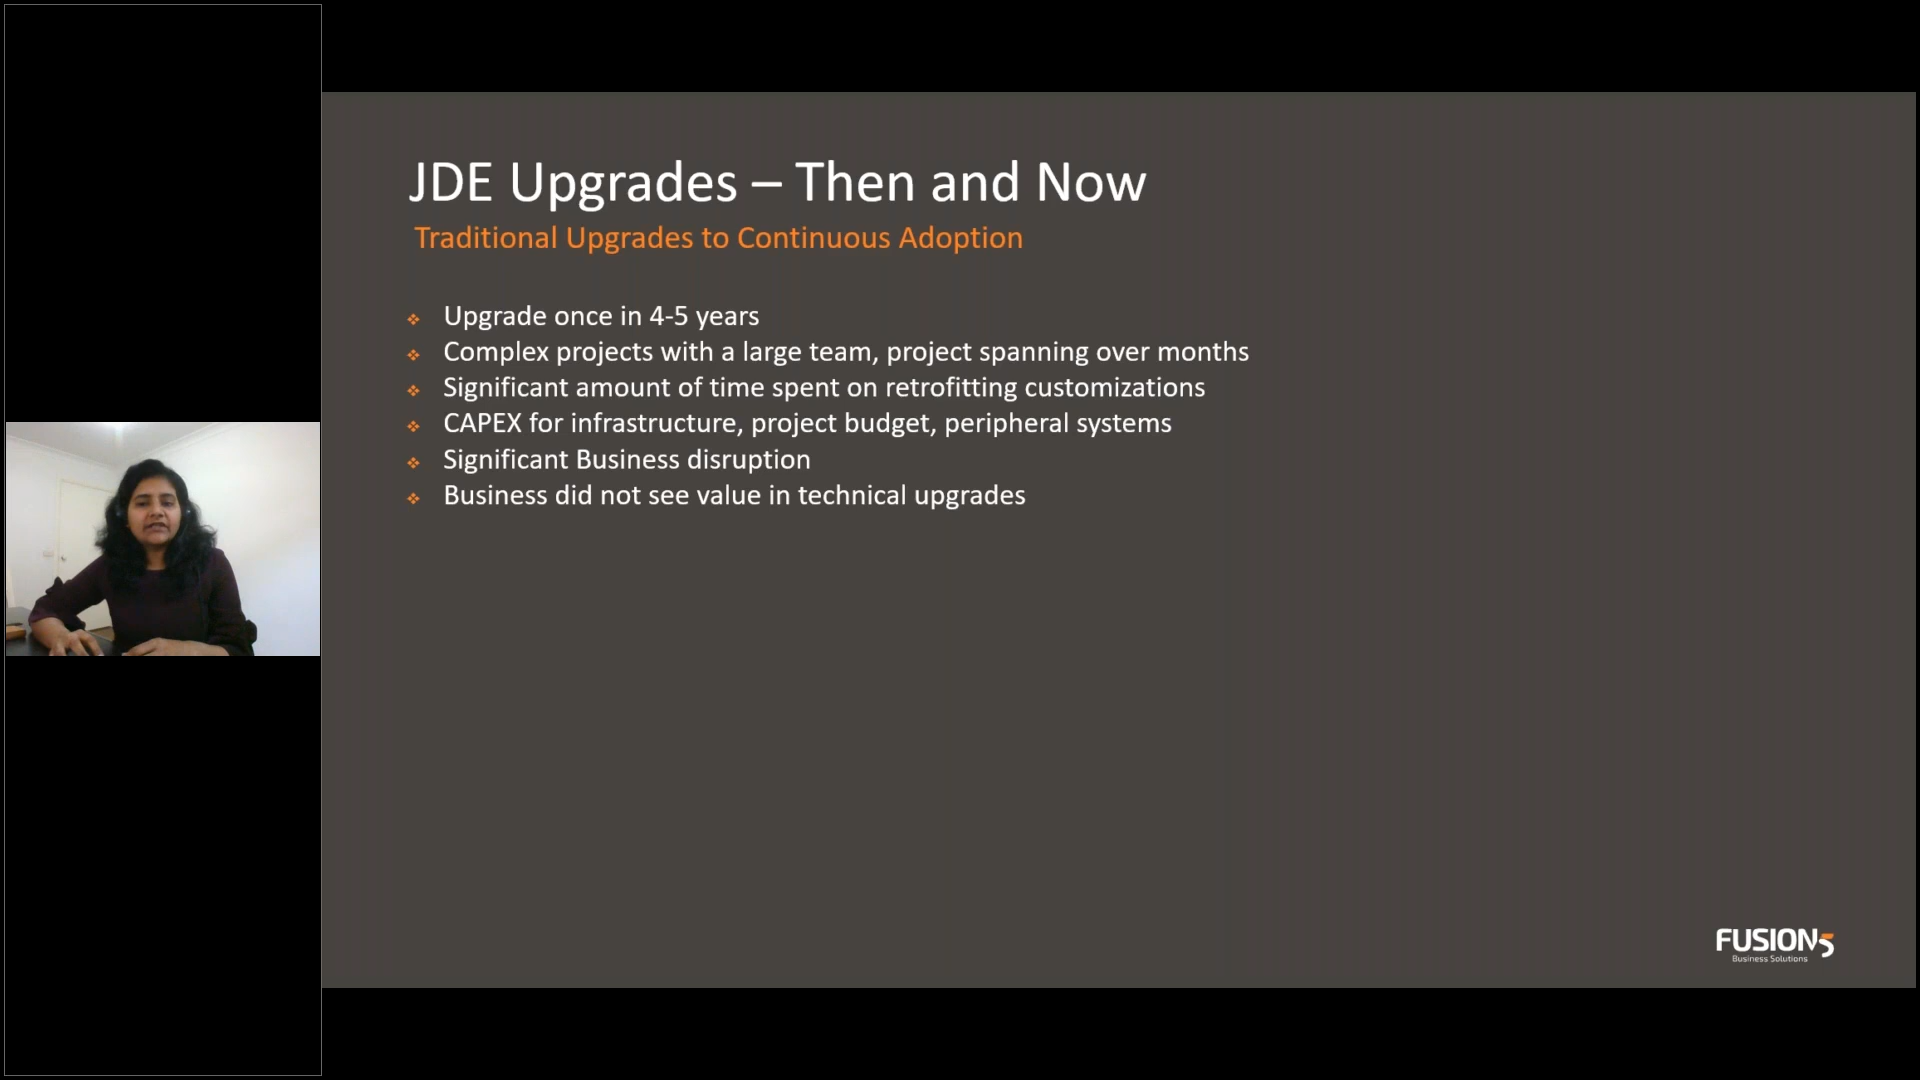 JDE Upgrades – Then and Now
Traditional Upgrades to Continuous Adoption
Upgrade once in 4-5 years
Complex projects with a large team, project spanning over months
Significant amount of time spent on retrofitting customizations
CAPEX for infrastructure, project budget, peripheral systems
Significant Business disruption
Business did not see value in technical upgrades
FUSION5
Business Solutions